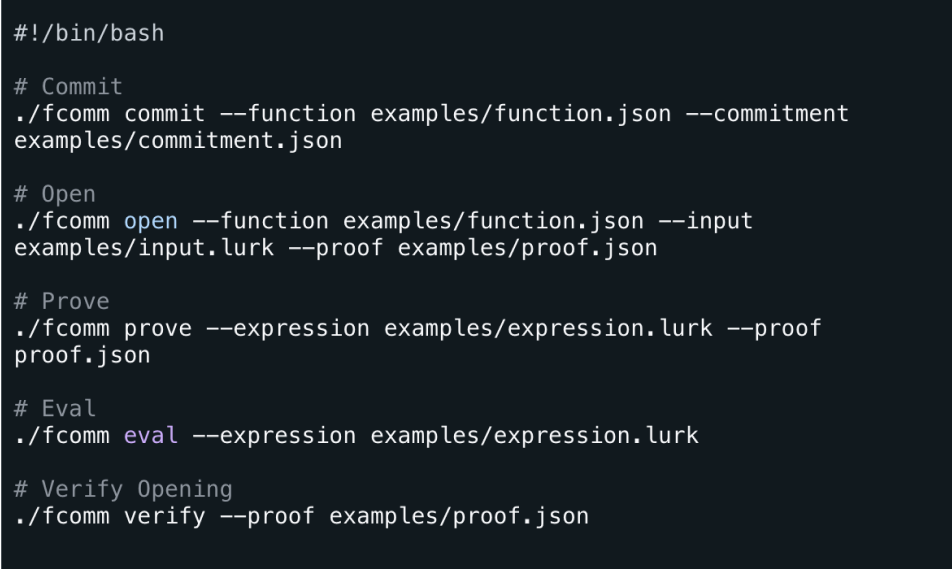 #!/bin/bash
# Commit
./fcomm commit --function examples/function.json --commitment
examples/commitment.json
# Open
./fcomm open --function examples/function.json --input
examples/input.lurk --proof examples/proof.json
# Prove
./fcomm prove --expression examples/expression.lurk --proof
proof.json
# Eval
./fcomm eval --expression examples/expression.lurk
# Verify Opening
./fcomm verify --proof examples/proof.json